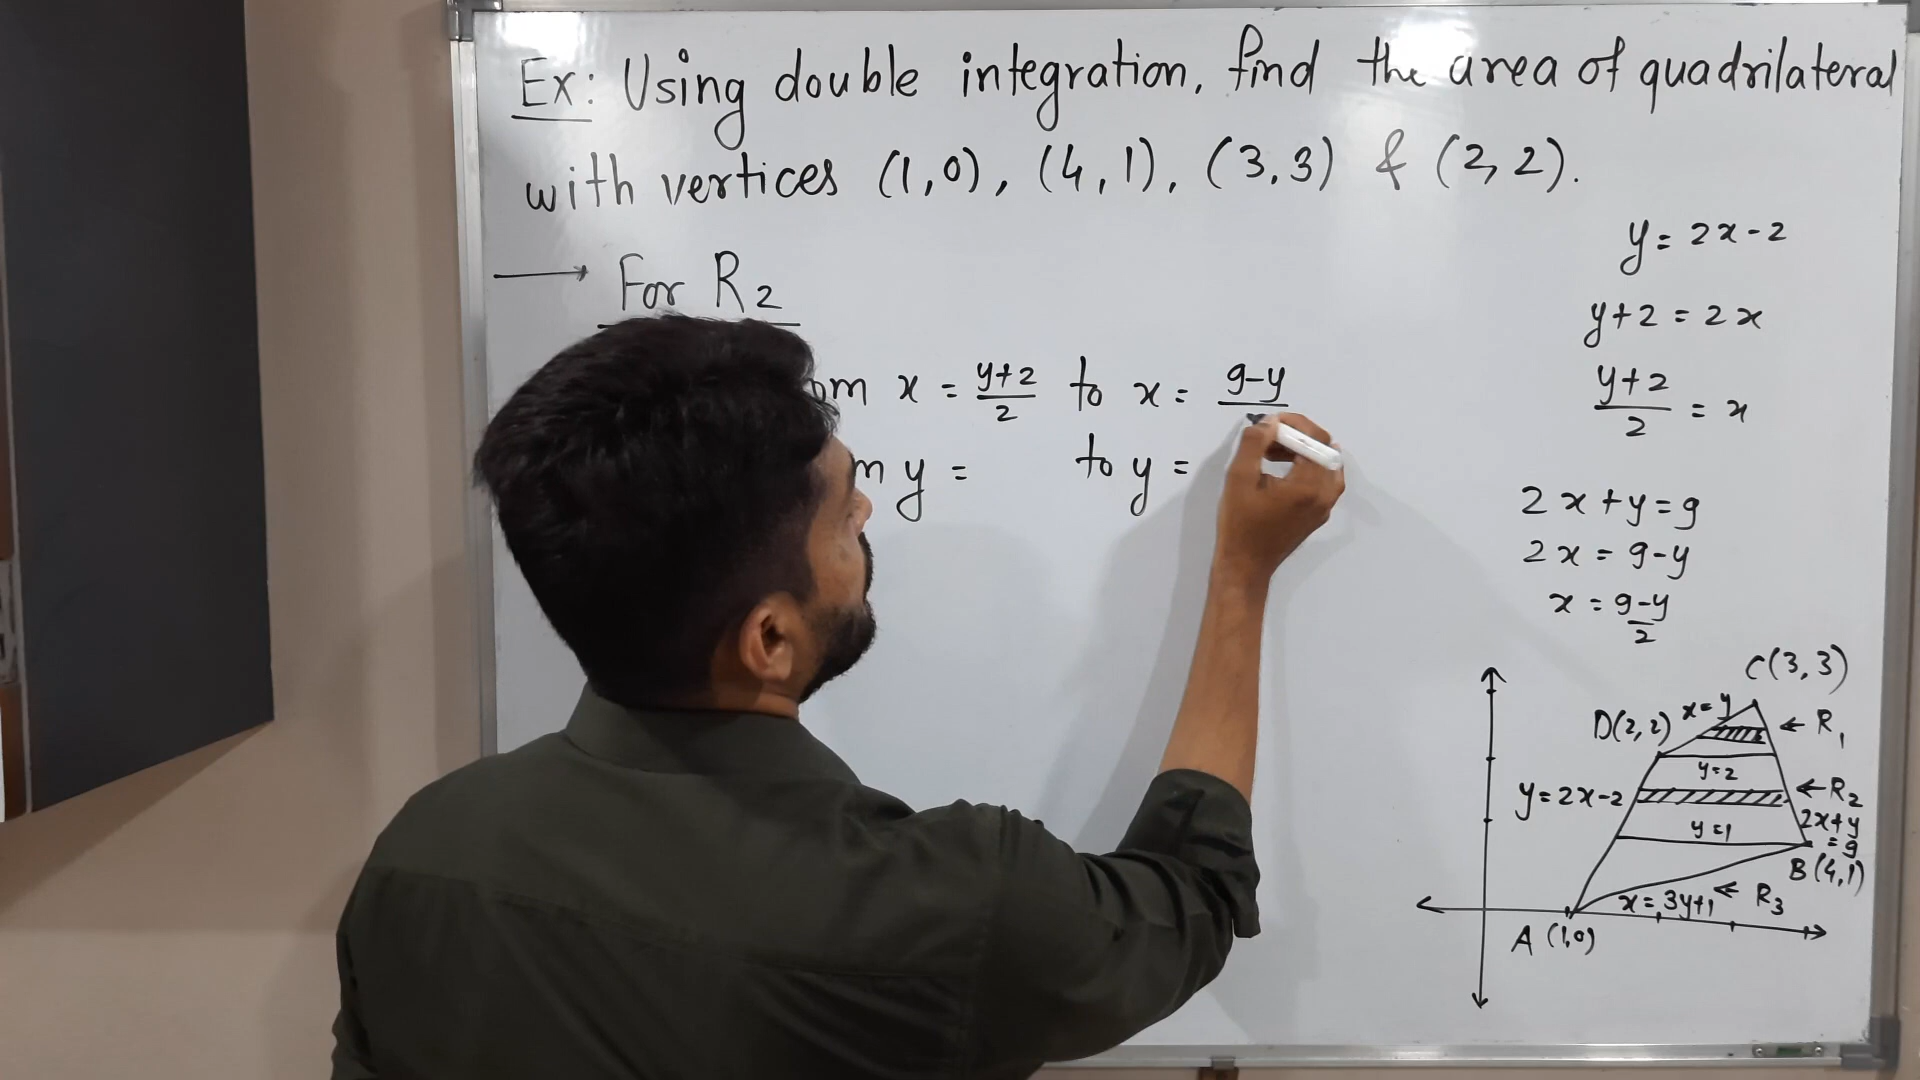 Ex: Using double integration, find the area of quadrilateral
with vertices (1,0), (4,1), (3,3) & (2,2).
→ For R2
om x = y+2/2 to x = 9-y
m y = to y =
y = 2x-2
y+2 = 2x
y+2/2 = x
2x+y=9
2x = 9-y
x = 9-y/2
C(3,3)
D(2,2) x=y ← R1
y=2
y=2x-2 ← R2
y=1 2x+y
=9
B(4,1)
x=3y+1 ← R3
A (1,0)